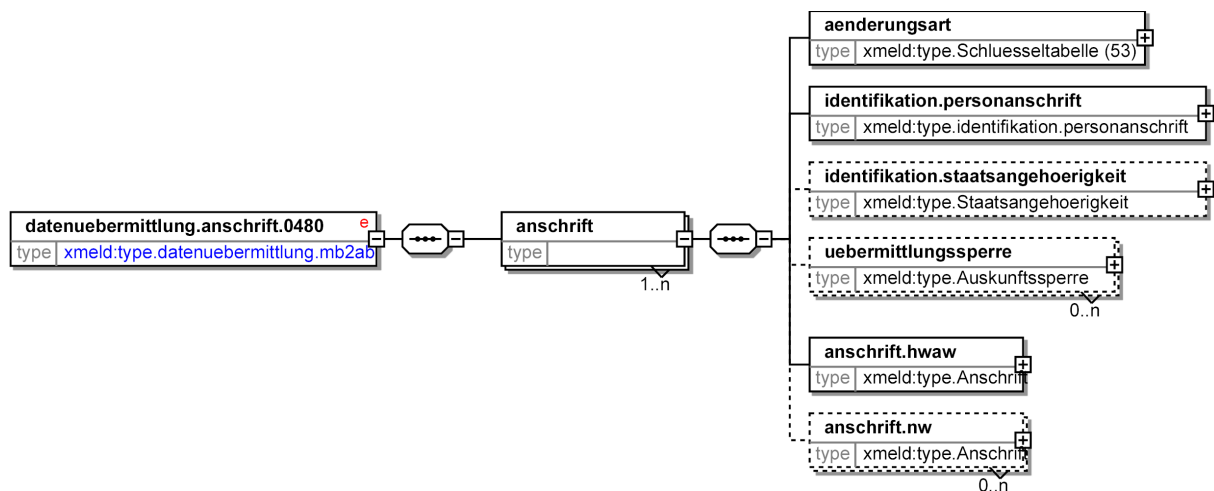 aenderungsart
type xmeld:type.Schluesseltabelle (53)
identifikation.personanschrift
type xmeld:type.identifikation.personanschrift
identifikation.staatsangehoerigkeit
type xmeld:type.Staatsangehoerigkeit
datenuebermittlung.anschrift.0480 e
type xmeld:type.datenuebermittlung.mb2ab
anschrift
type
1..n
uebermittlungssperre
type xmeld:type.Auskunftssperre
0..n
anschrift.hwaw
type xmeld:type.Anschrift
anschrift.nw
type xmeld:type.Anschrift
0..n